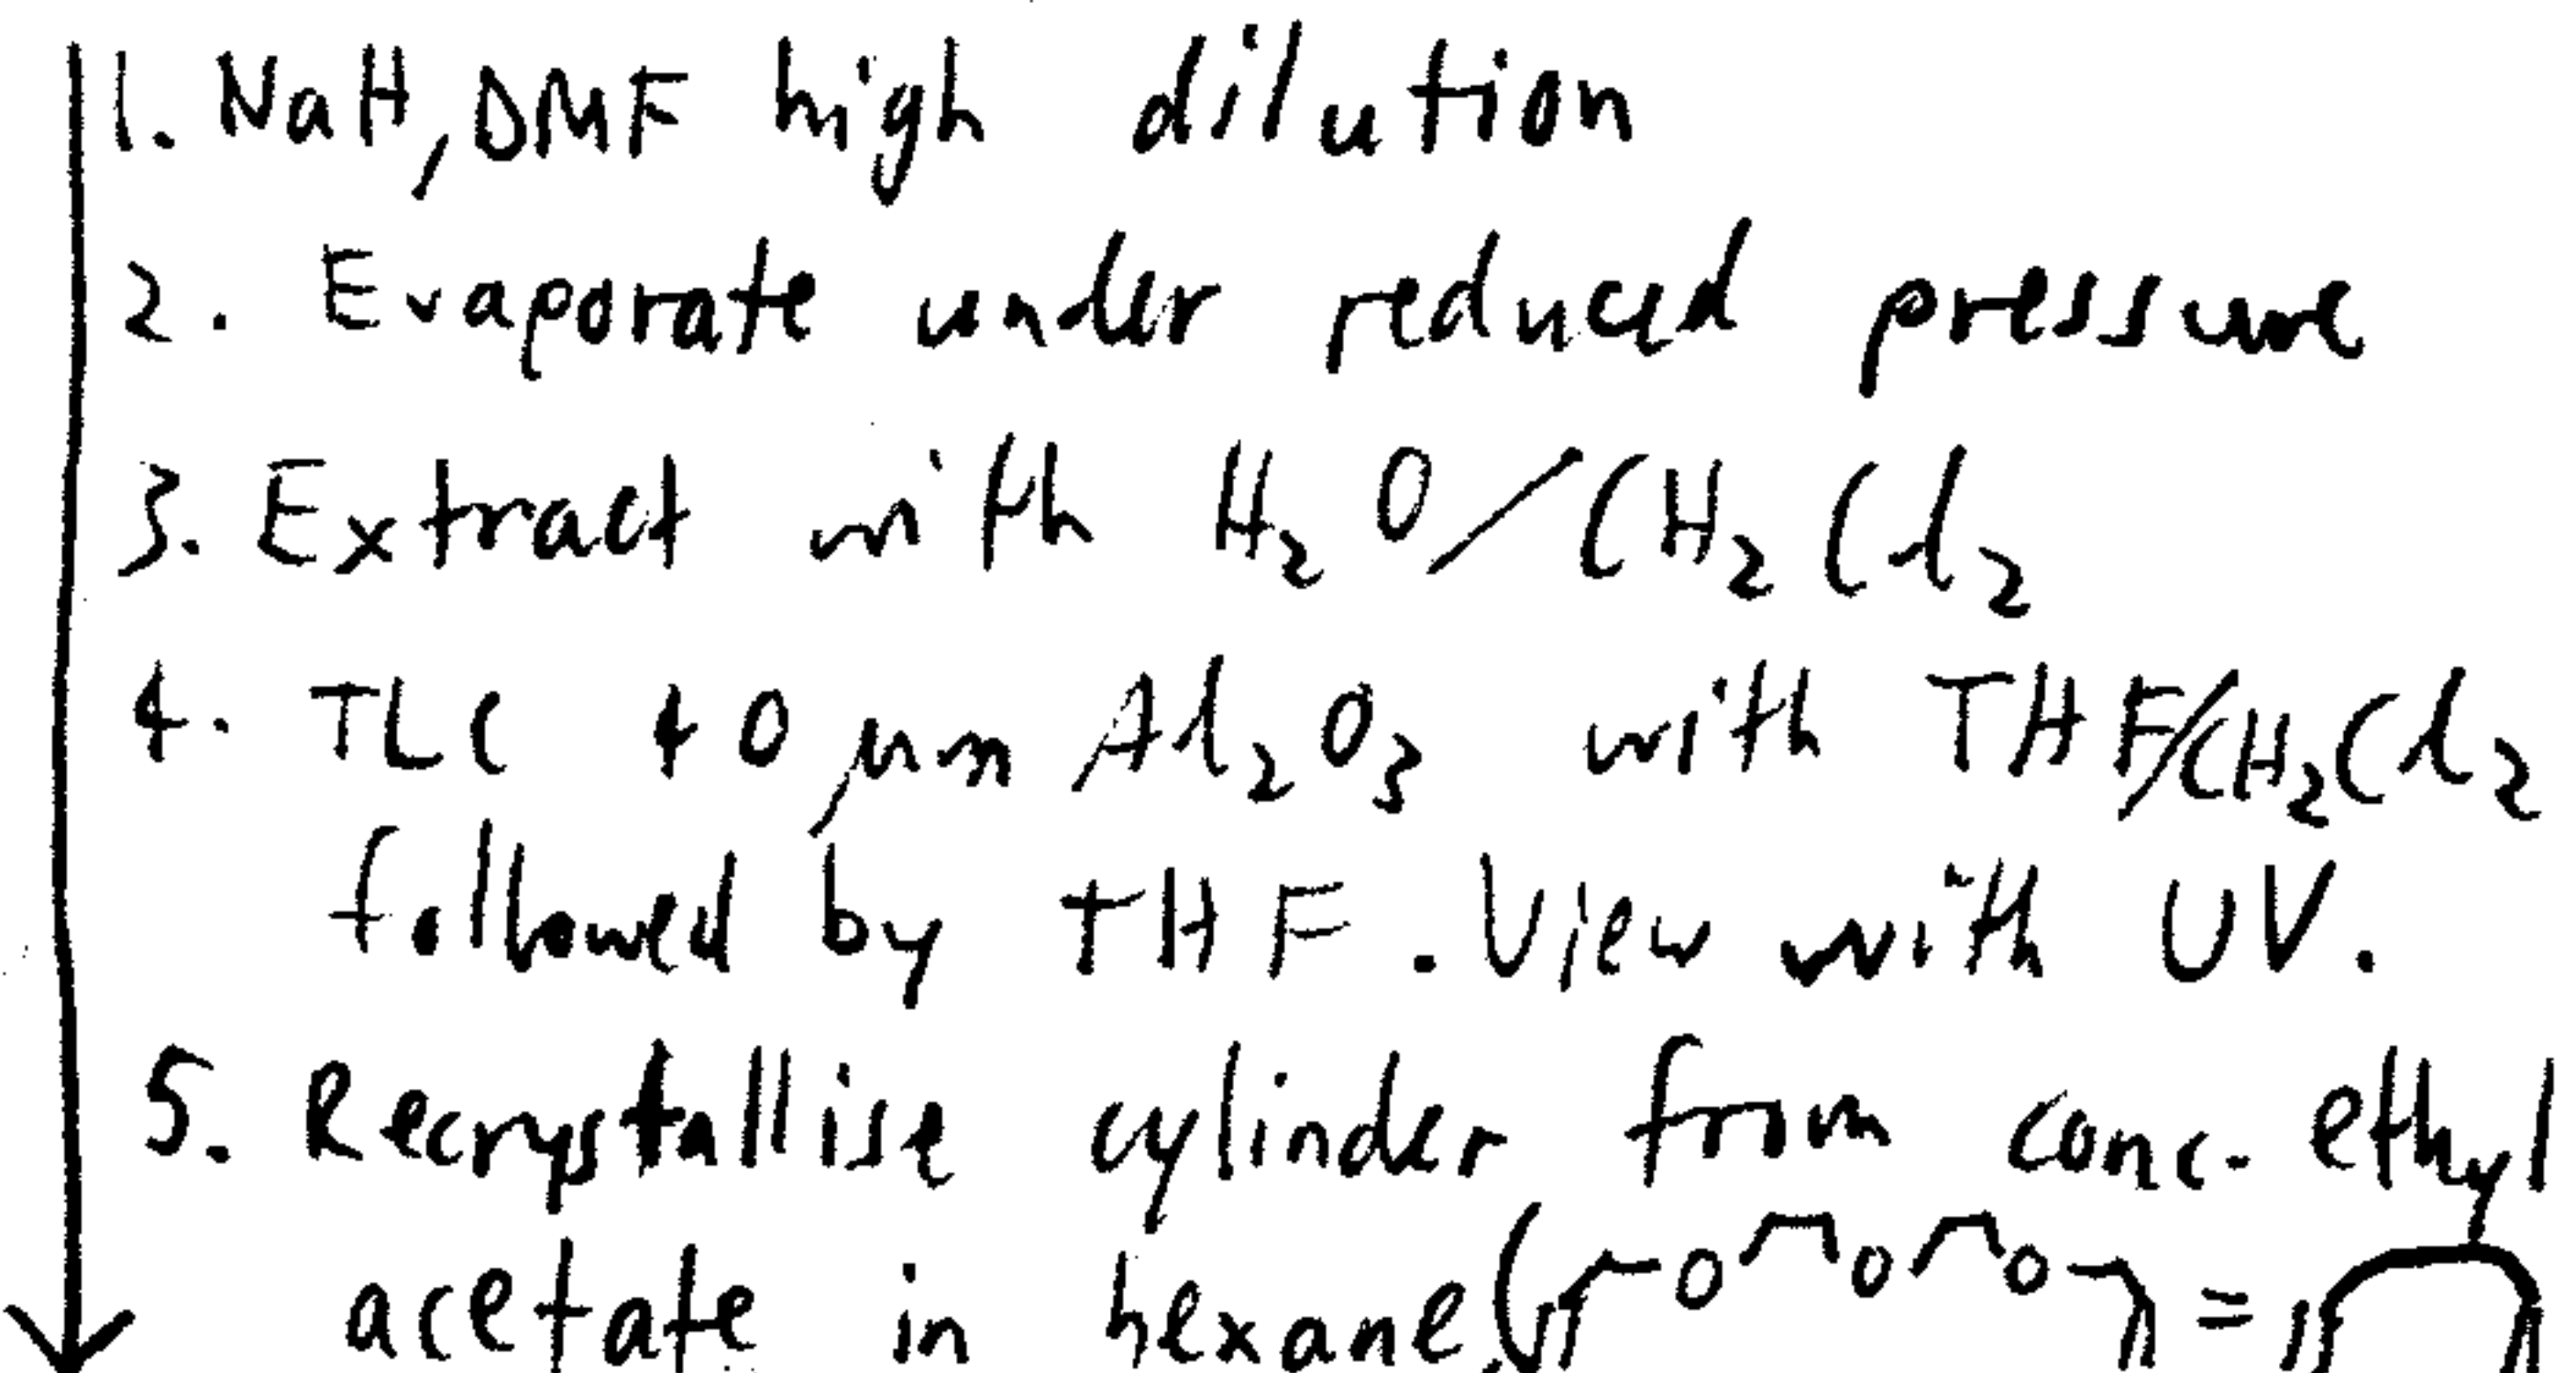 1. NaH, DMF high dilution
2. Evaporate under reduced pressure
3. Extract with H₂O/CH₂Cl₂
4. TLC 40 μm Al₂O₃ with THF/CH₂Cl₂
followed by THF. View with UV.
5. Recrystallise cylinder from conc. ethyl
acetate in hexane. ( O O O =